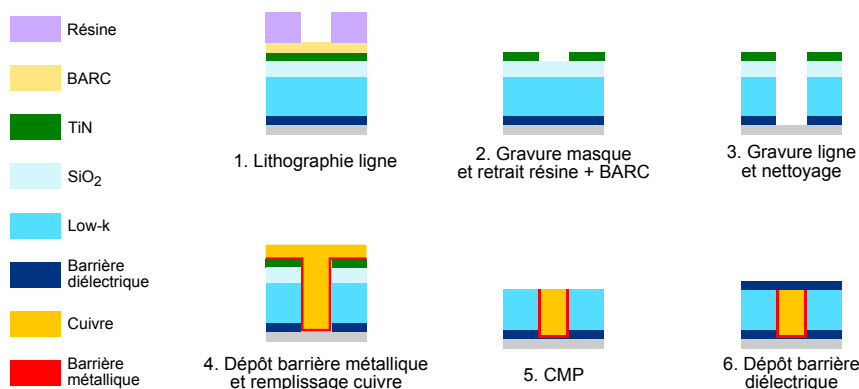 Résine
BARC
TiN
SiO2
Low-k
Barrière
diélectrique
Cuivre
Barrière
métallique
1. Lithographie ligne
2. Gravure masque
et retrait résine + BARC
3. Gravure ligne
et nettoyage
4. Dépôt barrière métallique
et remplissage cuivre
5. CMP
6. Dépôt barrière
diélectrique